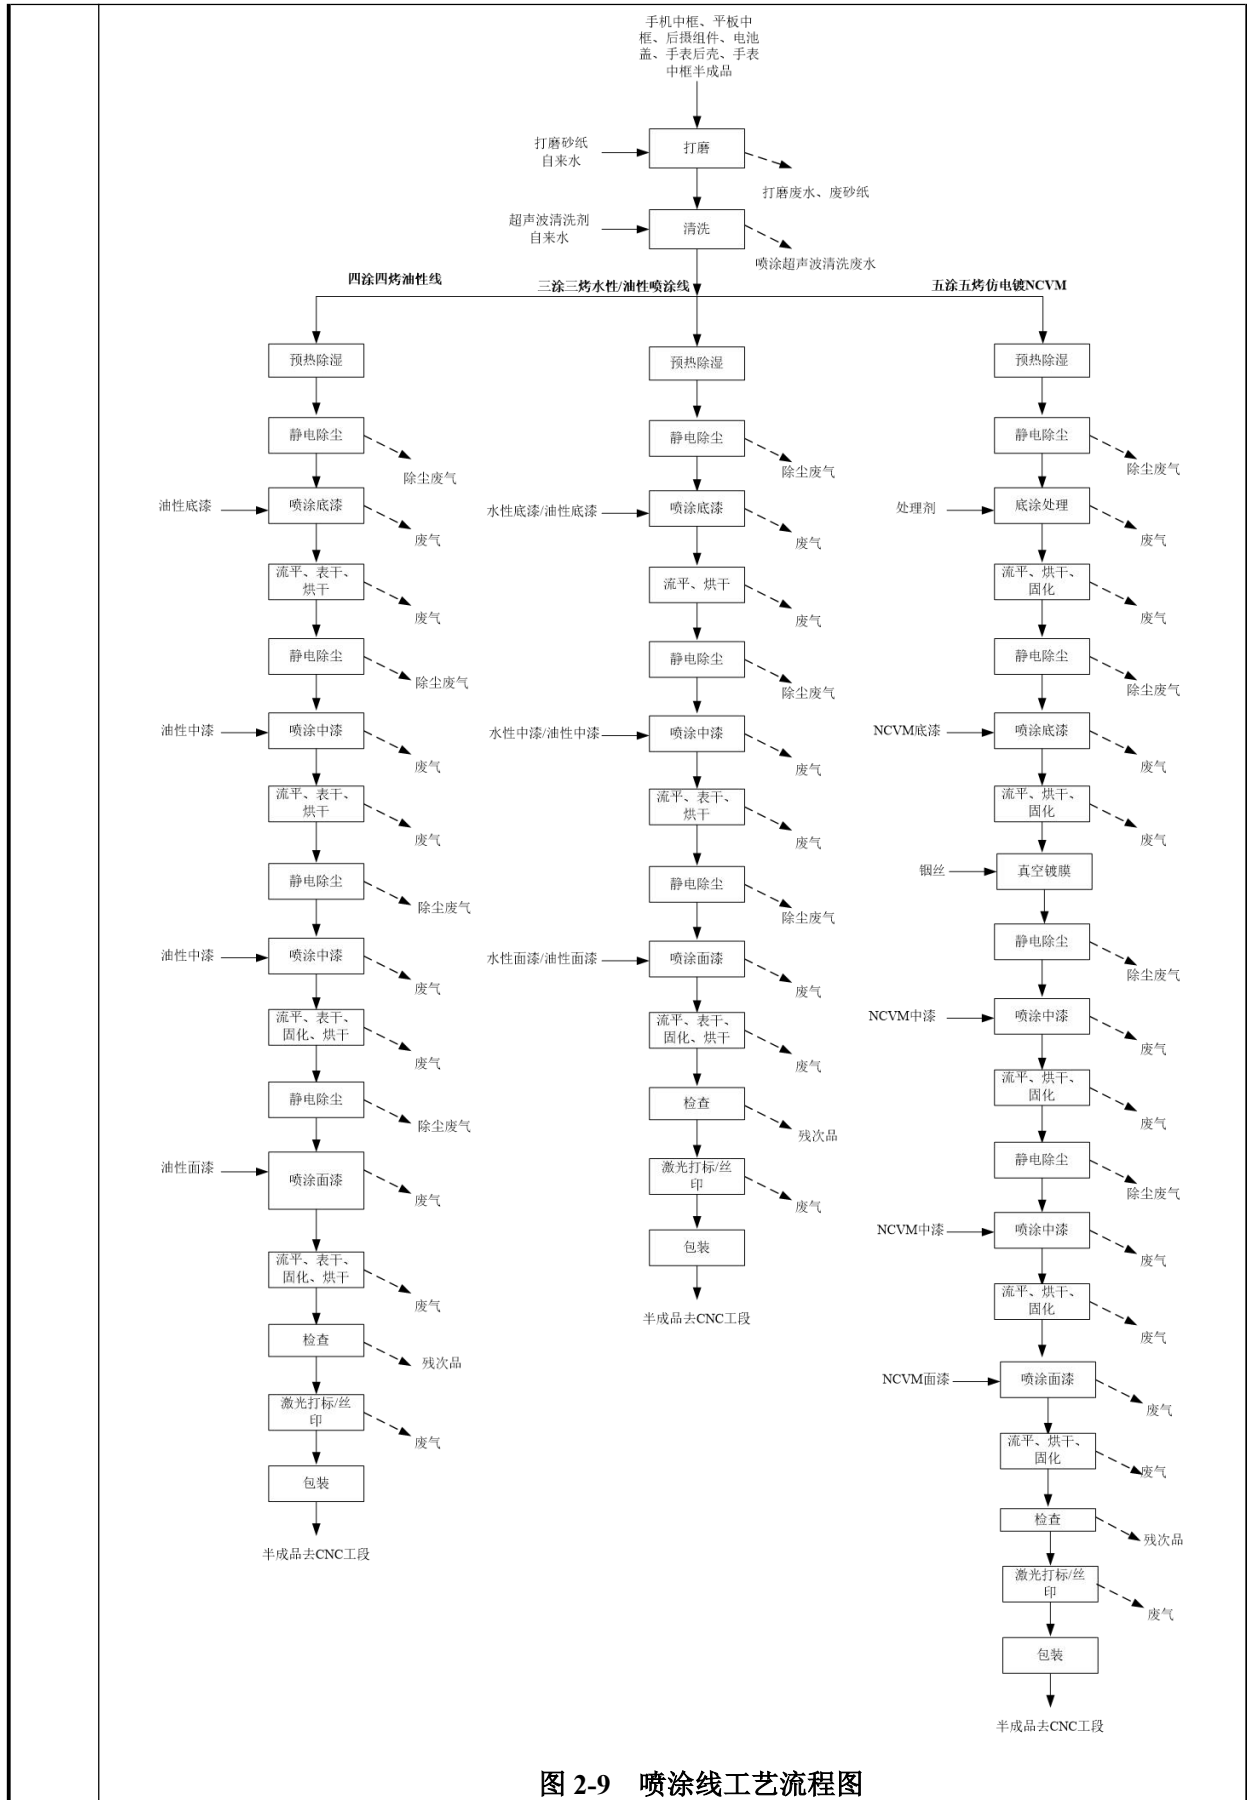 手机中框、平板中
框、后摄组件、电池
盖、手表后壳、手表
中框半成品
打磨砂纸
自来水
打磨
打磨废水、废砂纸
超声波清洗剂
自来水
清洗
喷涂超声波清洗废水
四涂四烤油性线
三涂三烤水性/油性喷涂线
五涂五烤仿电镀NCVM
预热除湿
静电除尘
除尘废气
油性底漆
喷涂底漆
废气
流平、表干、
烘干
废气
静电除尘
除尘废气
油性中漆
喷涂中漆
废气
流平、表干、
烘干
废气
静电除尘
除尘废气
油性中漆
喷涂中漆
废气
流平、表干、
固化、烘干
废气
静电除尘
除尘废气
油性面漆
喷涂面漆
废气
流平、表干、
固化、烘干
废气
检查
残次品
激光打标/丝
印
废气
包装
半成品去CNC工段
预热除湿
静电除尘
除尘废气
水性底漆/油性底漆
喷涂底漆
废气
流平、烘干
废气
静电除尘
除尘废气
水性中漆/油性中漆
喷涂中漆
废气
流平、表干、
烘干
废气
静电除尘
除尘废气
水性面漆/油性面漆
喷涂面漆
废气
流平、表干、
固化、烘干
废气
检查
残次品
激光打标/丝
印
废气
包装
半成品去CNC工段
预热除湿
静电除尘
除尘废气
处理剂
底涂处理
废气
流平、烘干、
固化
废气
静电除尘
除尘废气
NCVM底漆
喷涂底漆
废气
流平、烘干、
固化
废气
铟丝
真空镀膜
静电除尘
除尘废气
NCVM中漆
喷涂中漆
废气
流平、烘干、
固化
废气
静电除尘
除尘废气
NCVM中漆
喷涂中漆
废气
流平、烘干、
固化
废气
NCVM面漆
喷涂面漆
废气
流平、烘干、
固化
废气
检查
残次品
激光打标/丝
印
废气
包装
半成品去CNC工段
图 2-9 喷涂线工艺流程图